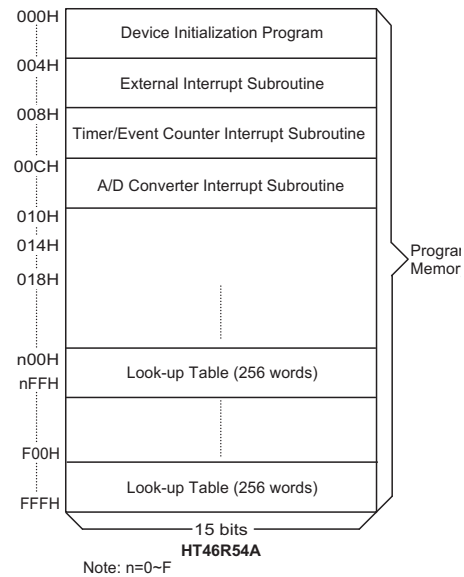 000H
Device Initialization Program
004H
External Interrupt Subroutine
008H
Timer/Event Counter Interrupt Subroutine
00CH
A/D Converter Interrupt Subroutine
010H
014H
018H
n00H
Look-up Table (256 words)
nFFH
F00H
Look-up Table (256 words)
FFFH
15 bits
HT46R54A
Note: n=0~F